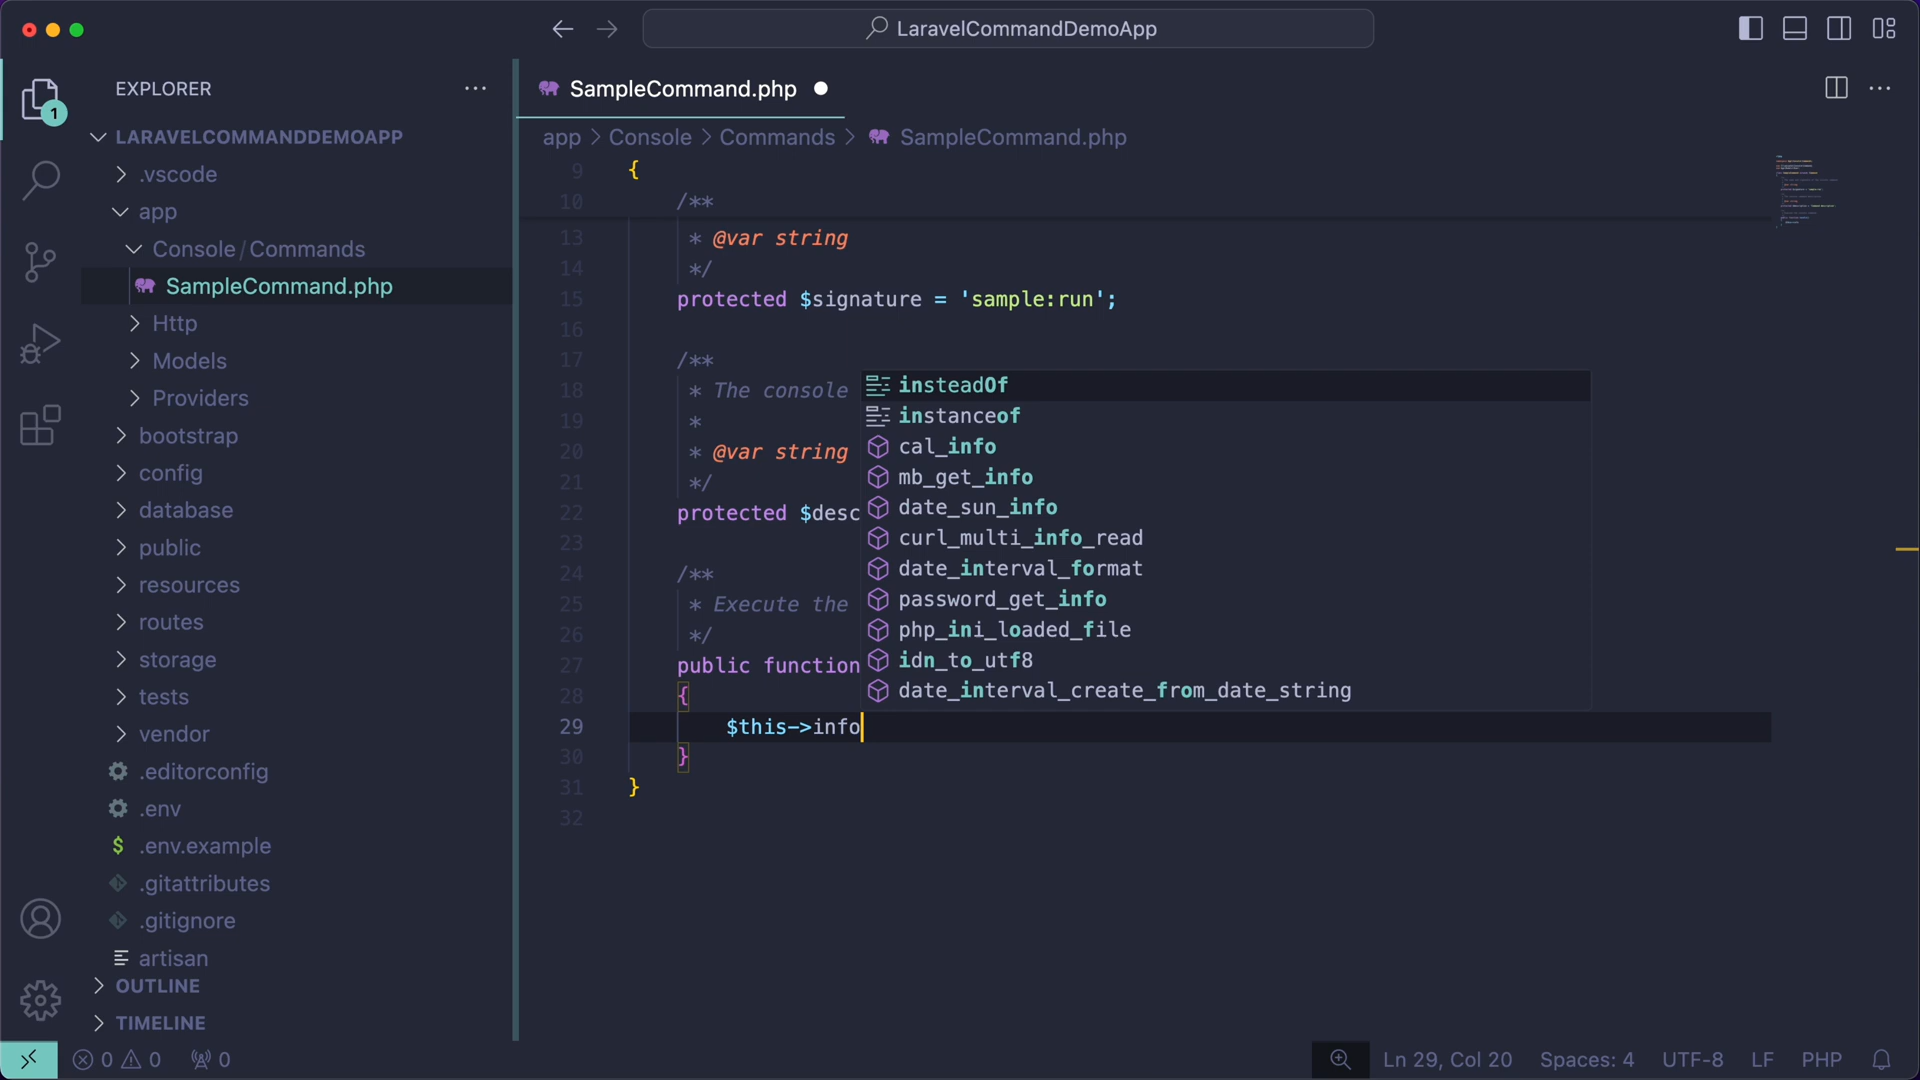 LaravelCommandDemoApp
EXPLORER
1
LARAVELCOMMANDDEMOAPP
.vscode
app
Console/Commands
SampleCommand.php
Http
Models
Providers
bootstrap
config
database
public
resources
routes
storage
tests
vendor
.editorconfig
.env
$ .env.example
.gitattributes
.gitignore
artisan
OUTLINE
TIMELINE
SampleCommand.php
app > Console > Commands > SampleCommand.php
9 {
10 /**
13 * @var string
14 */
15 protected $signature = 'sample:run';
16
17 /**
18 * The console
19 *
20 * @var string
21 */
22 protected $desc
23
24 /**
25 * Execute the
26 */
27 public function
28 {
29 $this->info
30 }
31 }
32
insteadOf
instanceof
cal_info
mb_get_info
date_sun_info
curl_multi_info_read
date_interval_format
password_get_info
php_ini_loaded_file
idn_to_utf8
date_interval_create_from_date_string
0 0 0 Ln 29, Col 20 Spaces: 4 UTF-8 LF PHP